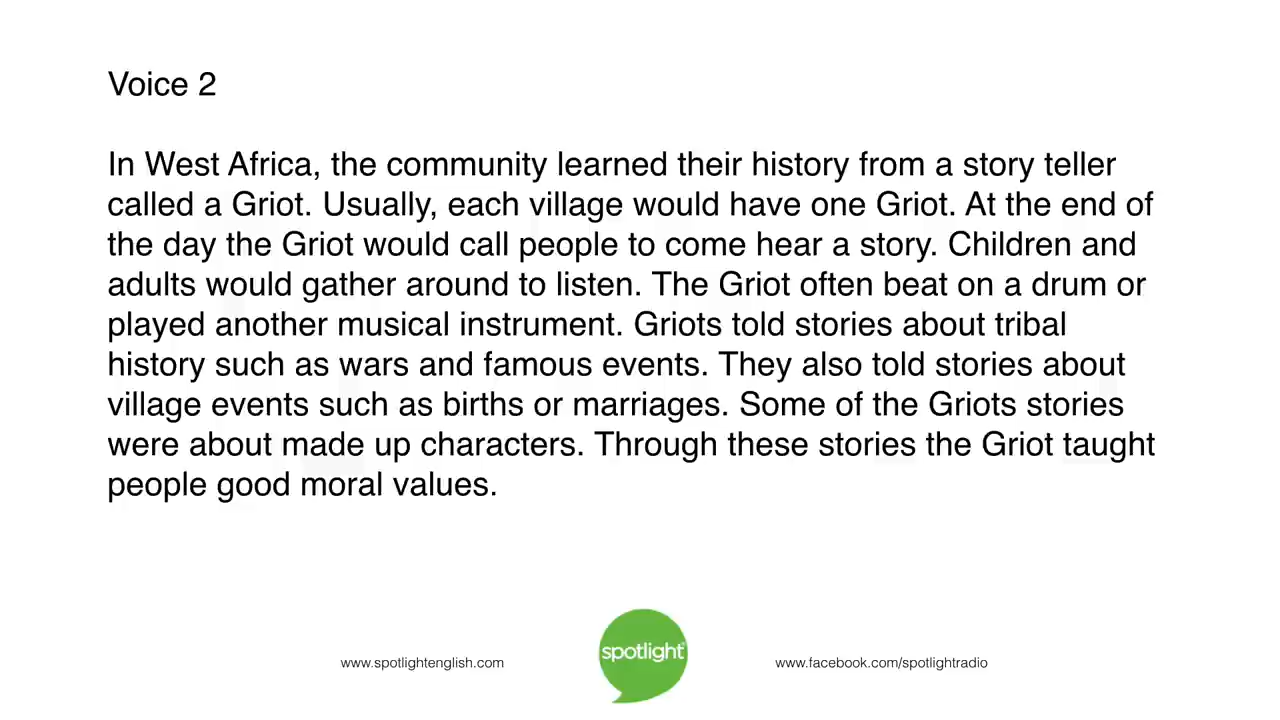 Voice 2
In West Africa, the community learned their history from a story teller
called a Griot. Usually, each village would have one Griot. At the end of
the day the Griot would call people to come hear a story. Children and
adults would gather around to listen. The Griot often beat on a drum or
played another musical instrument. Griots told stories about tribal
history such as wars and famous events. They also told stories about
village events such as births or marriages. Some of the Griots stories
were about made up characters. Through these stories the Griot taught
people good moral values.
spotlight
www.spotlightenglish.com
www.facebook.com/spotlightradio